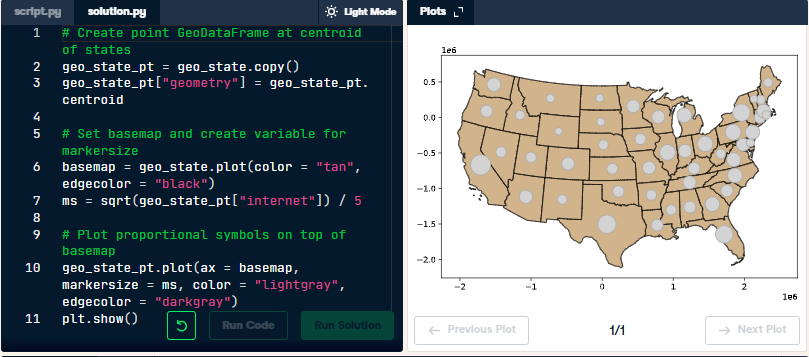 script.py solution.py Light Mode Plots
1 # Create point GeoDataFrame at centroid
of states
2 geo_state_pt = geo_state.copy()
3 geo_state_pt["geometry"] = geo_state_pt.
centroid
4
5 # Set basemap and create variable for
markersize
6 basemap = geo_state.plot(color = "tan",
edgecolor = "black")
7 ms = sqrt(geo_state_pt["internet"]) / 5
8
9 # Plot proportional symbols on top of
basemap
10 geo_state_pt.plot(ax = basemap,
markersize = ms, color = "lightgray",
edgecolor = "darkgray")
11 plt.show()
Run Code Run Solution
1e6
0.5
0.0
−0.5
−1.0
−1.5
−2.0
−2 −1 0 1 2
1e6
Previous Plot 1/1 Next Plot